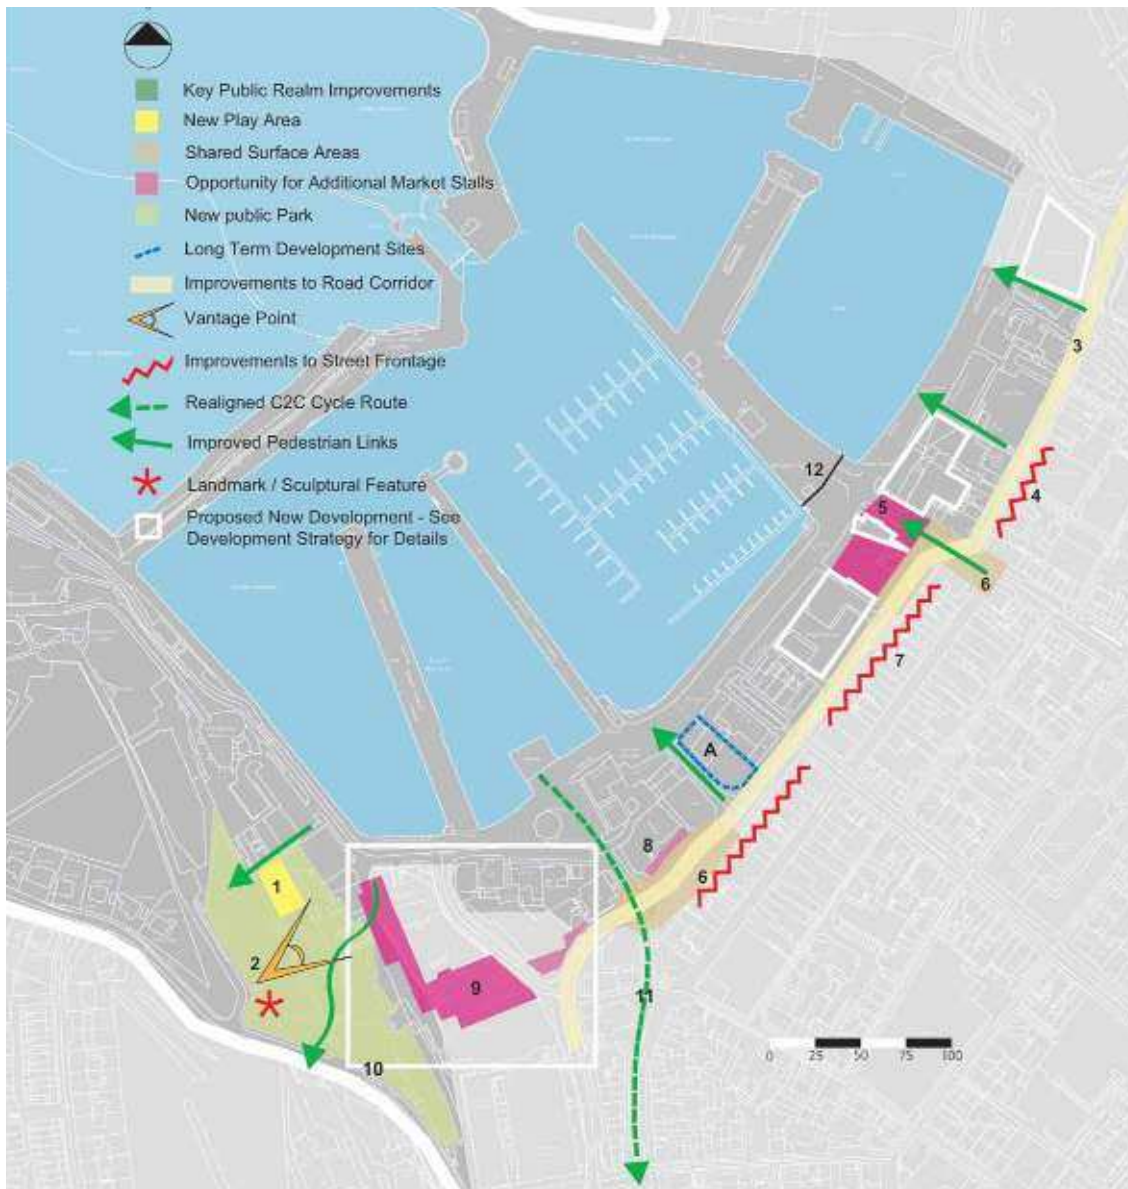 Key Public Realm Improvements
New Play Area
Shared Surface Areas
Opportunity for Additional Market Stalls
New public Park
Long Term Development Sites
Improvements to Road Corridor
Vantage Point
Improvements to Street Frontage
Realigned C2C Cycle Route
Improved Pedestrian Links
Landmark / Sculptural Feature
Proposed New Development - See
Development Strategy for Details
3
12
4
5
6
7
A
8
6
1
2
9
11
10
0 25 50 75 100